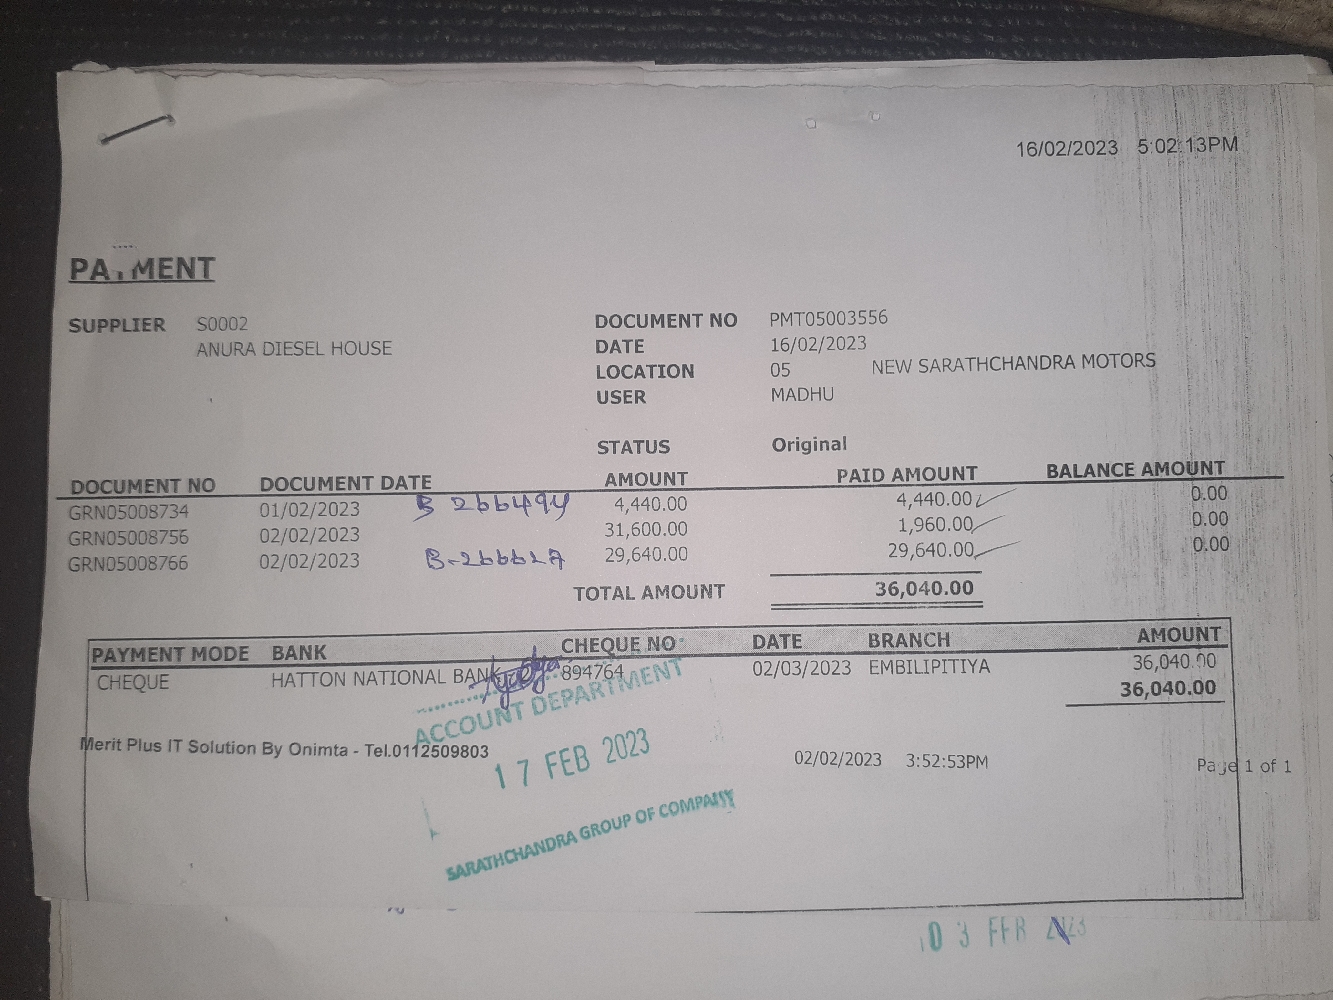 16/02/2023 5:02:13PM
PAYMENT
SUPPLIER S0002 DOCUMENT NO PMT05003556
ANURA DIESEL HOUSE DATE 16/02/2023
LOCATION 05 NEW SARATHCHANDRA MOTORS
USER MADHU
STATUS Original
DOCUMENT NO DOCUMENT DATE AMOUNT PAID AMOUNT BALANCE AMOUNT
GRN05008734 01/02/2023 B 266494 4,440.00 4,440.00 0.00
GRN05008756 02/02/2023 31,600.00 1,960.00 0.00
GRN05008766 02/02/2023 29,640.00 29,640.00 0.00
TOTAL AMOUNT 36,040.00
PAYMENT MODE BANK CHEQUE NO DATE BRANCH AMOUNT
CHEQUE HATTON NATIONAL BANK 894764 02/03/2023 EMBILIPITIYA 36,040.00
36,040.00
ACCOUNT DEPARTMENT
Merit Plus IT Solution By Onimta - Tel.0112509803
17 FEB 2023
02/02/2023 3:52:53PM Page 1 of 1
SARATHCHANDRA GROUP OF COMPANY
03 FEB 2023